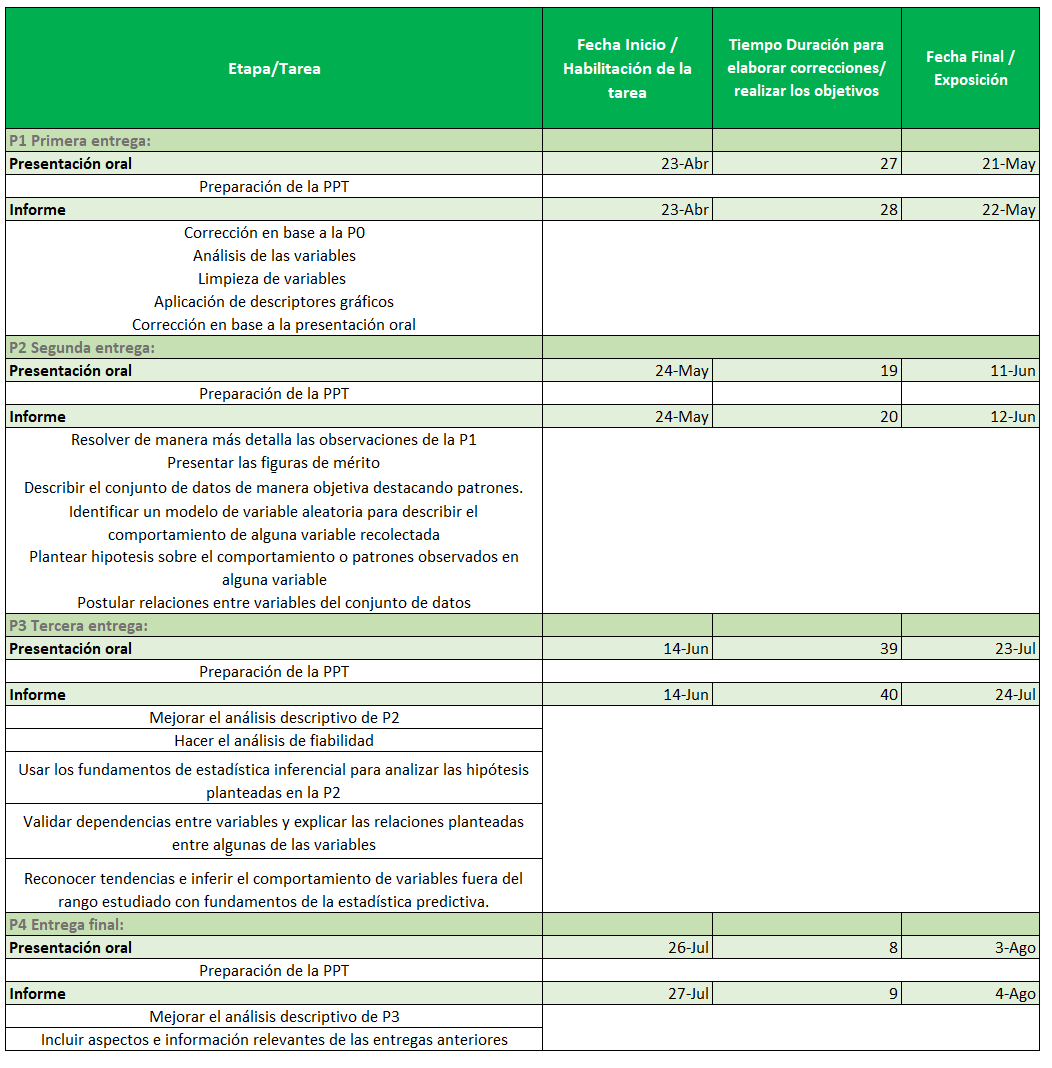 Etapa/Tarea
Fecha Inicio /
Habilitación de la
tarea
Tiempo Duración para
elaborar correcciones/
realizar los objetivos
Fecha Final /
Exposición
P1 Primera entrega:
Presentación oral 23-Abr 27 21-May
Preparación de la PPT
Informe 23-Abr 28 22-May
Corrección en base a la P0
Análisis de las variables
Limpieza de variables
Aplicación de descriptores gráficos
Corrección en base a la presentación oral
P2 Segunda entrega:
Presentación oral 24-May 19 11-Jun
Preparación de la PPT
Informe 24-May 20 12-Jun
Resolver de manera más detalla las observaciones de la P1
Presentar las figuras de mérito
Describir el conjunto de datos de manera objetiva destacando patrones.
Identificar un modelo de variable aleatoria para describir el
comportamiento de alguna variable recolectada
Plantear hipotesis sobre el comportamiento o patrones observados en
alguna variable
Postular relaciones entre variables del conjunto de datos
P3 Tercera entrega:
Presentación oral 14-Jun 39 23-Jul
Preparación de la PPT
Informe 14-Jun 40 24-Jul
Mejorar el análisis descriptivo de P2
Hacer el análisis de fiabilidad
Usar los fundamentos de estadística inferencial para analizar las hipótesis
planteadas en la P2
Validar dependencias entre variables y explicar las relaciones planteadas
entre algunas de las variables
Reconocer tendencias e inferir el comportamiento de variables fuera del
rango estudiado con fundamentos de la estadística predictiva.
P4 Entrega final:
Presentación oral 26-Jul 8 3-Ago
Preparación de la PPT
Informe 27-Jul 9 4-Ago
Mejorar el análisis descriptivo de P3
Incluir aspectos e información relevantes de las entregas anteriores